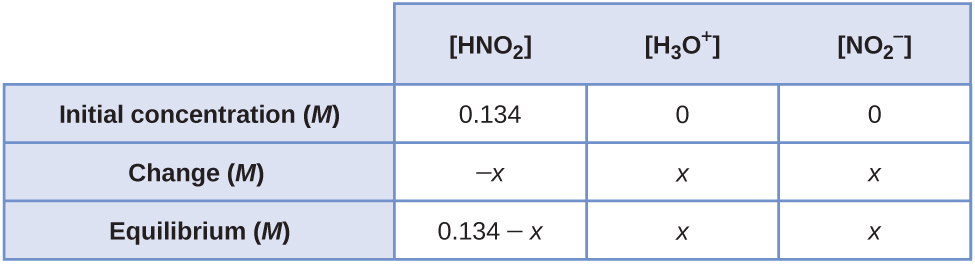 [HNO₂] [H₃O⁺] [NO₂⁻]
Initial concentration (M) 0.134 0 0
Change (M) −x x x
Equilibrium (M) 0.134 − x x x